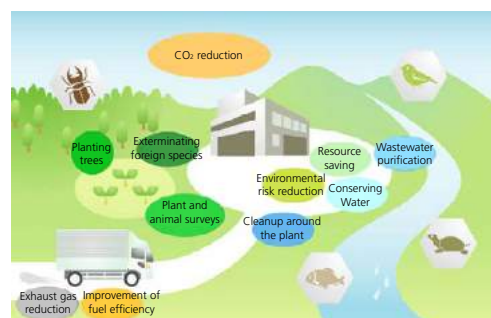 CO₂ reduction
Planting
trees
Exterminating
foreign species
Resource
saving
Wastewater
purification
Environmental
risk reduction
Conserving
Water
Plant and
animal surveys
Cleanup around
the plant
Exhaust gas
reduction
Improvement of
fuel efficiency